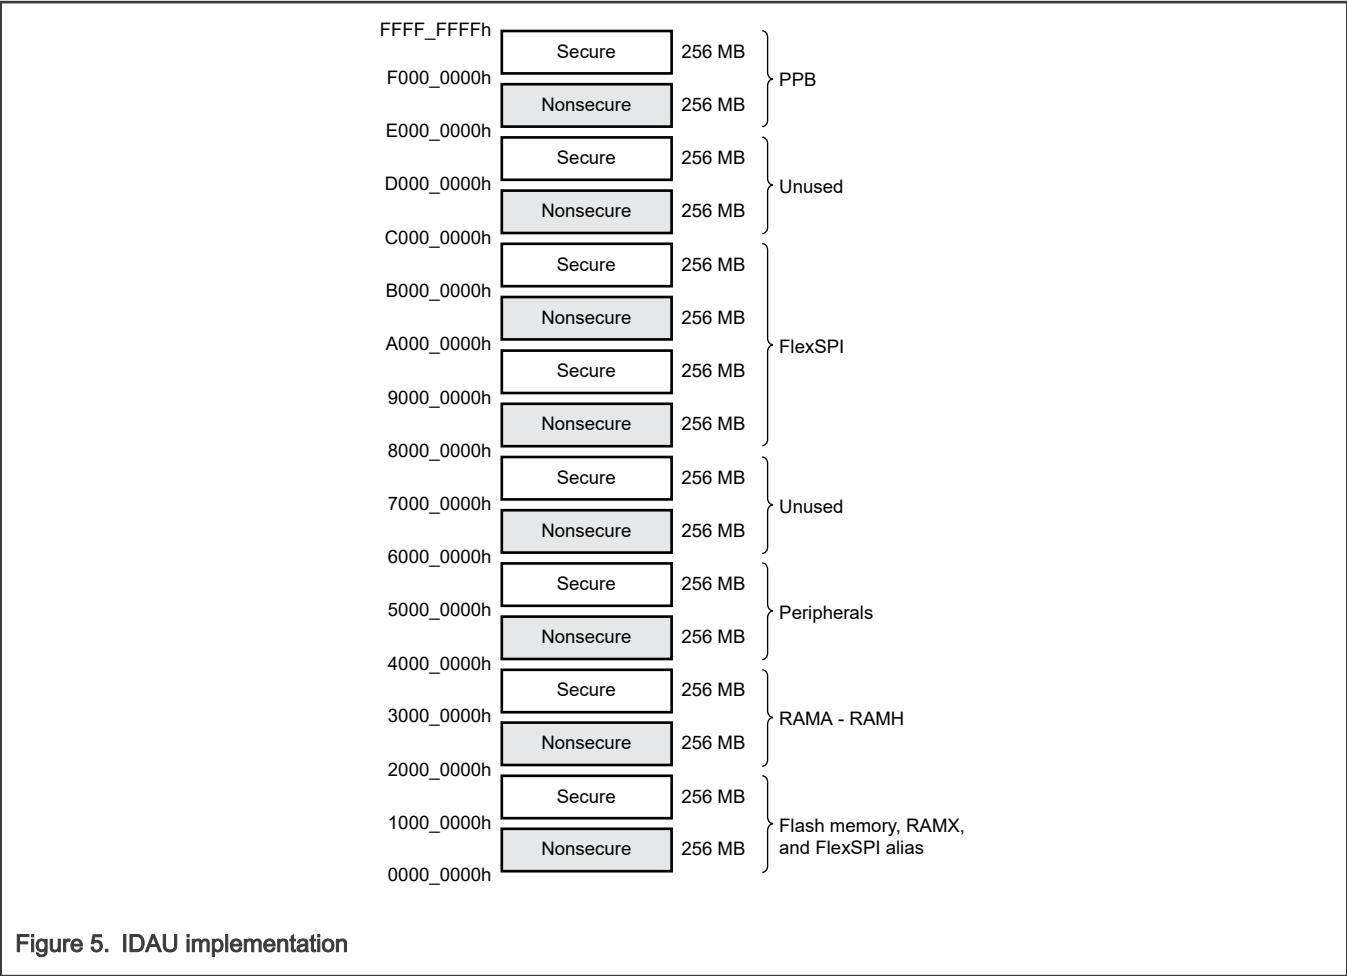 FFFF_FFFFh
Secure 256 MB
F000_0000h
PPB
Nonsecure 256 MB
E000_0000h
Secure 256 MB
D000_0000h
Unused
Nonsecure 256 MB
C000_0000h
Secure 256 MB
B000_0000h
Nonsecure 256 MB
A000_0000h
FlexSPI
Secure 256 MB
9000_0000h
Nonsecure 256 MB
8000_0000h
Secure 256 MB
7000_0000h
Unused
Nonsecure 256 MB
6000_0000h
Secure 256 MB
5000_0000h
Peripherals
Nonsecure 256 MB
4000_0000h
Secure 256 MB
3000_0000h
RAMA - RAMH
Nonsecure 256 MB
2000_0000h
Secure 256 MB
1000_0000h
Flash memory, RAMX,
and FlexSPI alias
Nonsecure 256 MB
0000_0000h
Figure 5. IDAU implementation